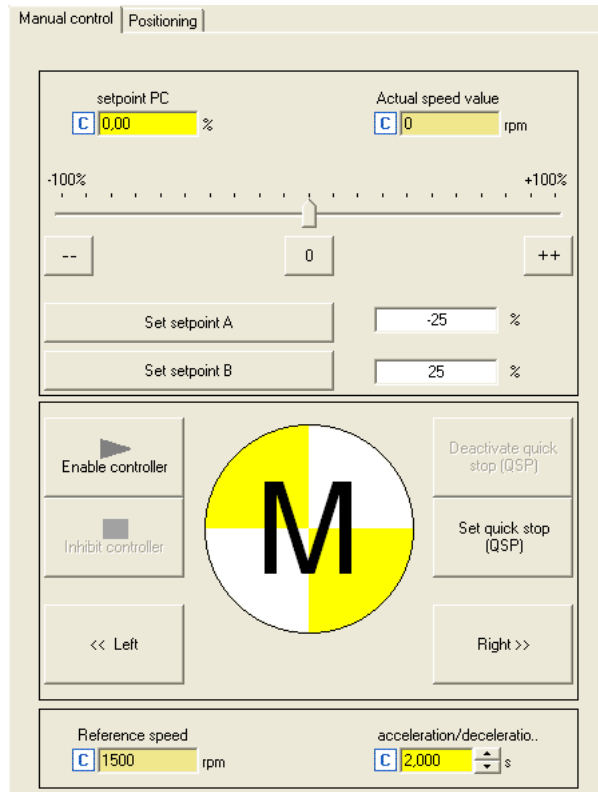 Manual control Positioning
setpoint PC Actual speed value
C 0,00 % C 0 rpm
-100% +100%
-- 0 ++
Set setpoint A -25 %
Set setpoint B 25 %
Enable controller
Deactivate quick
stop (QSP)
M
Inhibit controller
Set quick stop
(QSP)
<< Left Right >>
Reference speed acceleration/deceleratio..
C 1500 rpm C 2,000 s